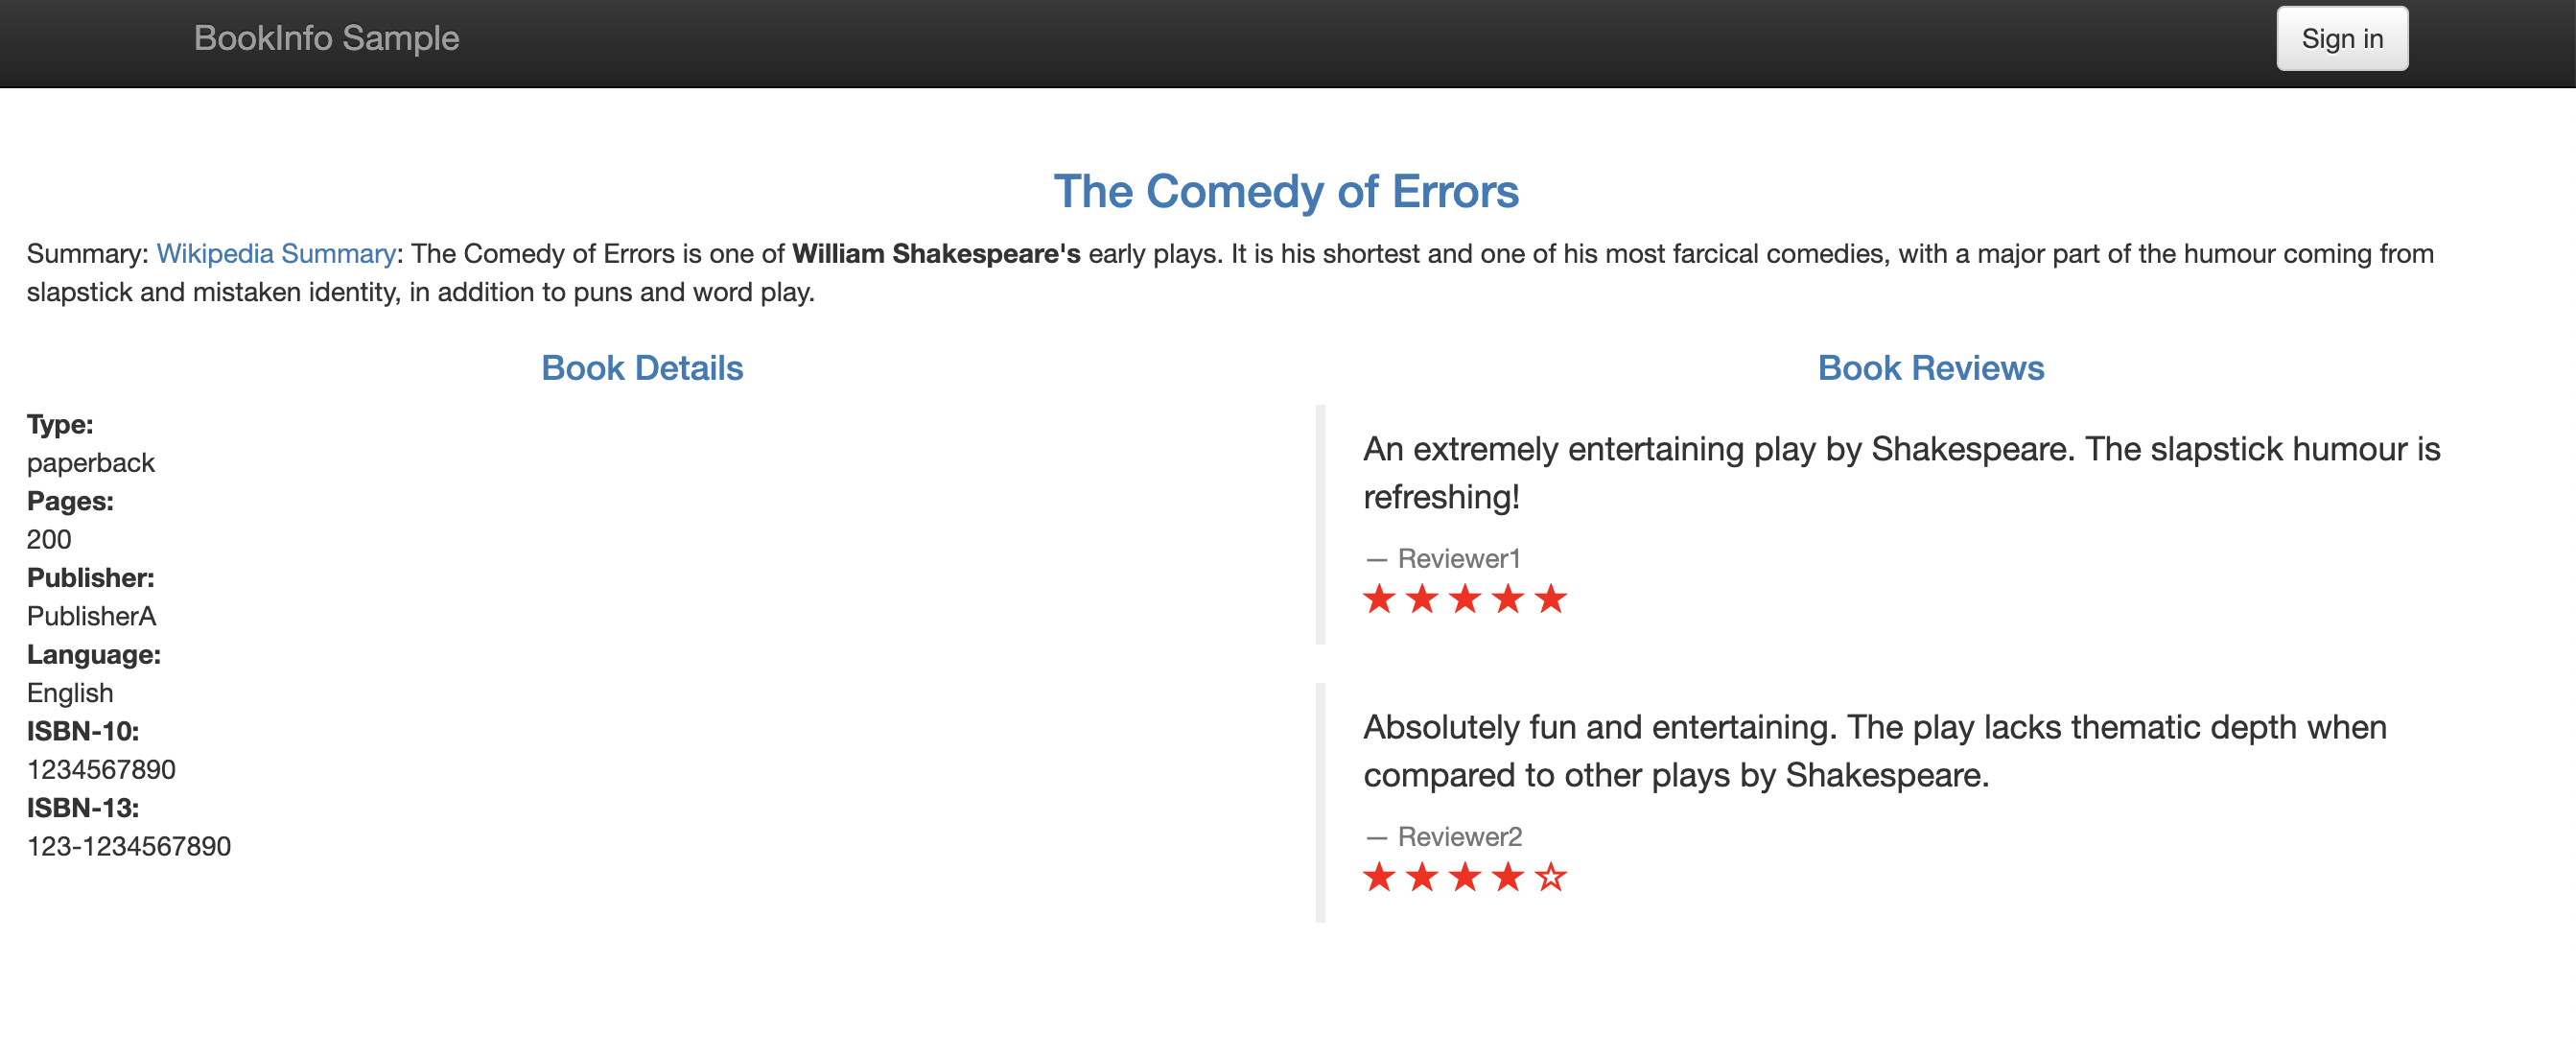 BookInfo Sample
Sign in
The Comedy of Errors
Summary: Wikipedia Summary: The Comedy of Errors is one of William Shakespeare's early plays. It is his shortest and one of his most farcical comedies, with a major part of the humour coming from
slapstick and mistaken identity, in addition to puns and word play.
Book Details
Type:
paperback
Pages:
200
Publisher:
PublisherA
Language:
English
ISBN-10:
1234567890
ISBN-13:
123-1234567890
Book Reviews
An extremely entertaining play by Shakespeare. The slapstick humour is
refreshing!
— Reviewer1
★★★★★
Absolutely fun and entertaining. The play lacks thematic depth when
compared to other plays by Shakespeare.
— Reviewer2
★★★★☆